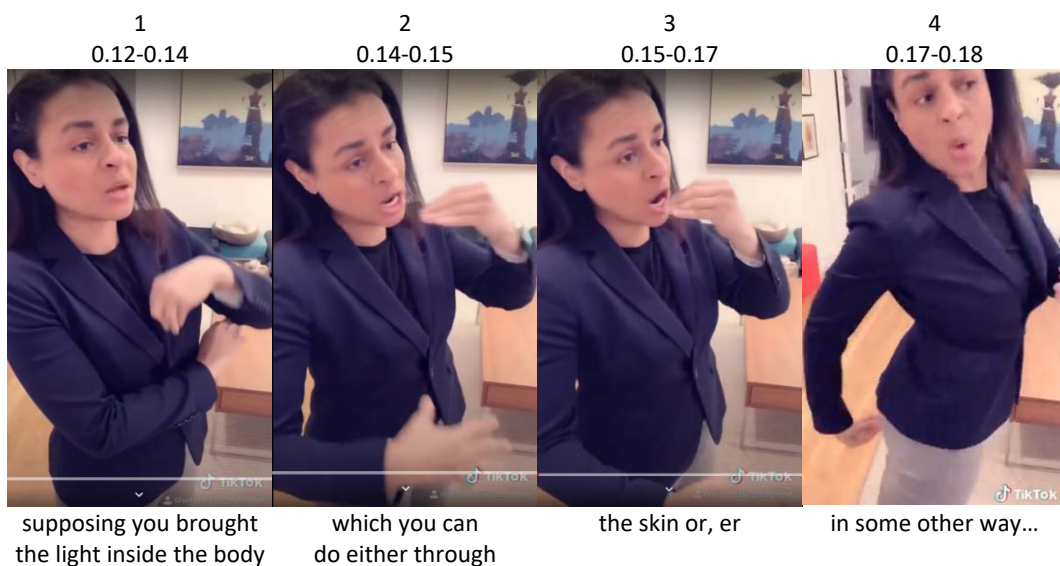 1
0.12-0.14
2
0.14-0.15
3
0.15-0.17
4
0.17-0.18
TikTok
TikTok
TikTok
TikTok
supposing you brought
the light inside the body
which you can
do either through
the skin or, er
in some other way…